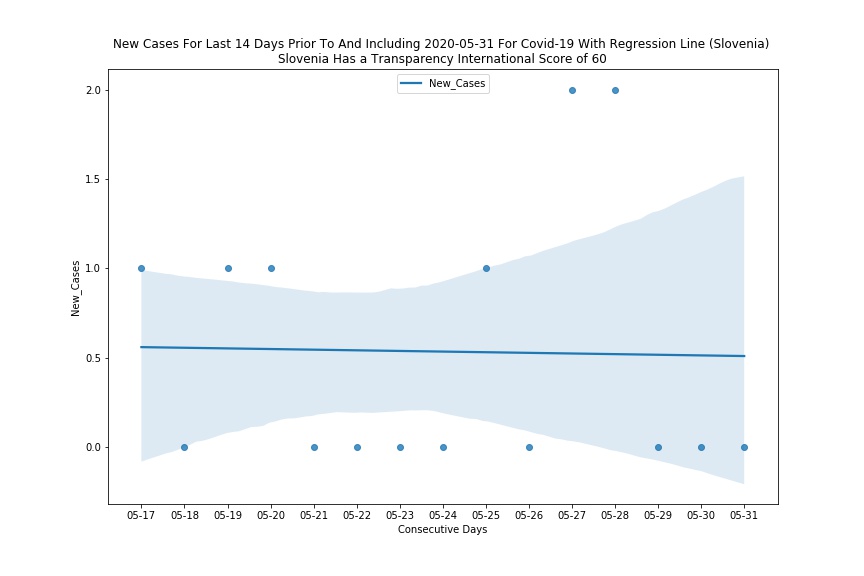 New Cases For Last 14 Days Prior To And Including 2020-05-31 For Covid-19 With Regression Line (Slovenia)
Slovenia Has a Transparency International Score of 60
New_Cases
2.0
1.5
1.0
0.5
0.0
New_Cases
05-17 05-18 05-19 05-20 05-21 05-22 05-23 05-24 05-25 05-26 05-27 05-28 05-29 05-30 05-31
Consecutive Days